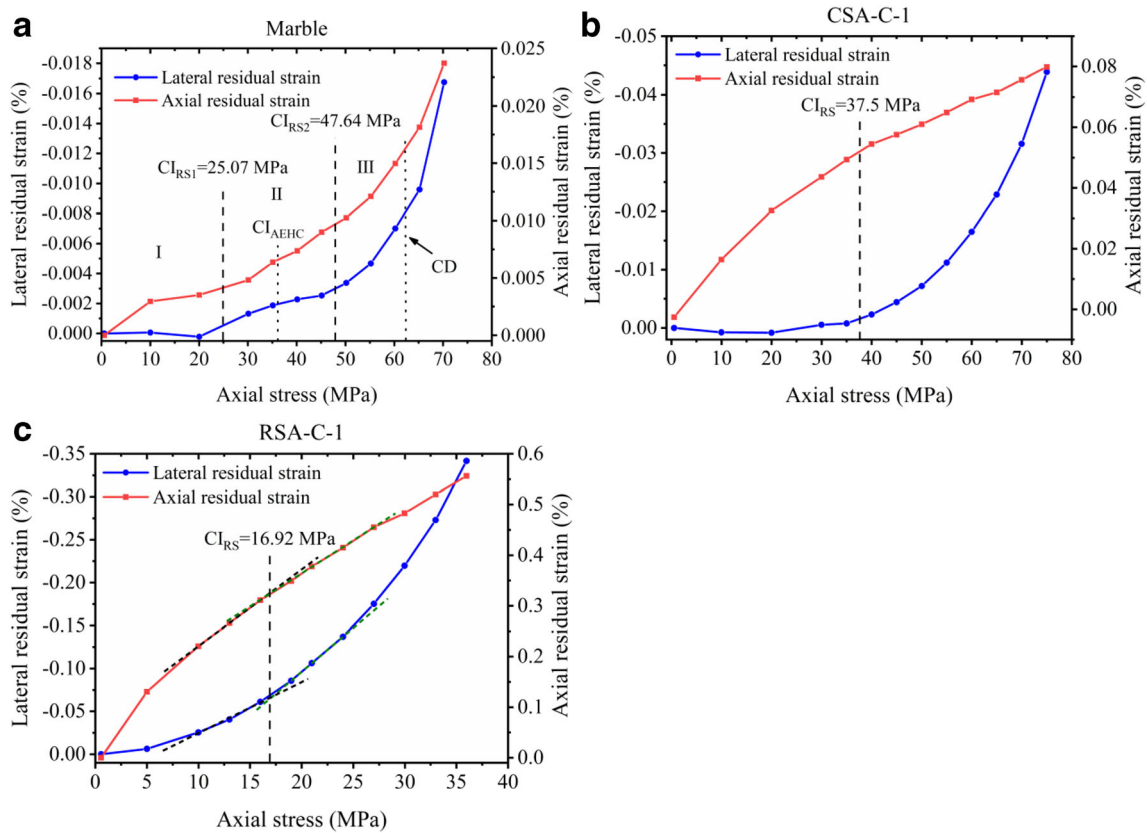 a
Marble
Lateral residual strain (%)
-0.018
-0.016
-0.014
-0.012
-0.010
-0.008
-0.006
-0.004
-0.002
0.000
Lateral residual strain
Axial residual strain
CI_RS2=47.64 MPa
CI_RS1=25.07 MPa
I
II
III
CI_AEHC
CD
0.025
0.020
0.015
0.010
0.005
0.000
Axial residual strain (%)
0 10 20 30 40 50 60 70 80
Axial stress (MPa)
b
CSA-C-1
Lateral residual strain (%)
-0.05
-0.04
-0.03
-0.02
-0.01
0.00
Lateral residual strain
Axial residual strain
CI_RS=37.5 MPa
0.08
0.06
0.04
0.02
0.00
Axial residual strain (%)
0 10 20 30 40 50 60 70 80
Axial stress (MPa)
c
RSA-C-1
Lateral residual strain (%)
-0.35
-0.30
-0.25
-0.20
-0.15
-0.10
-0.05
0.00
Lateral residual strain
Axial residual strain
CI_RS=16.92 MPa
0.6
0.5
0.4
0.3
0.2
0.1
0.0
Axial residual strain (%)
0 5 10 15 20 25 30 35 40
Axial stress (MPa)